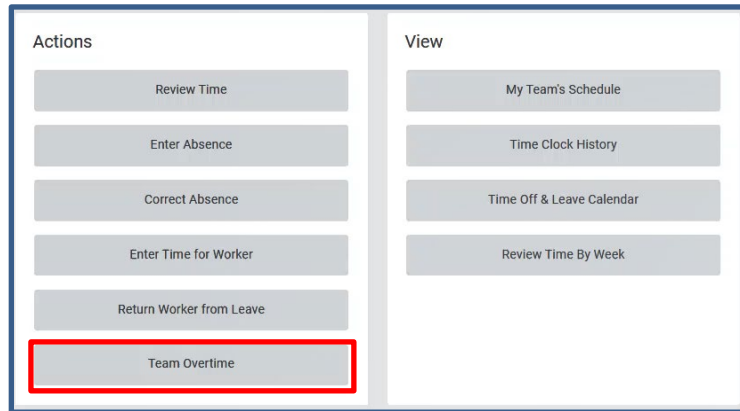 Actions
Review Time
Enter Absence
Correct Absence
Enter Time for Worker
Return Worker from Leave
Team Overtime
View
My Team's Schedule
Time Clock History
Time Off & Leave Calendar
Review Time By Week